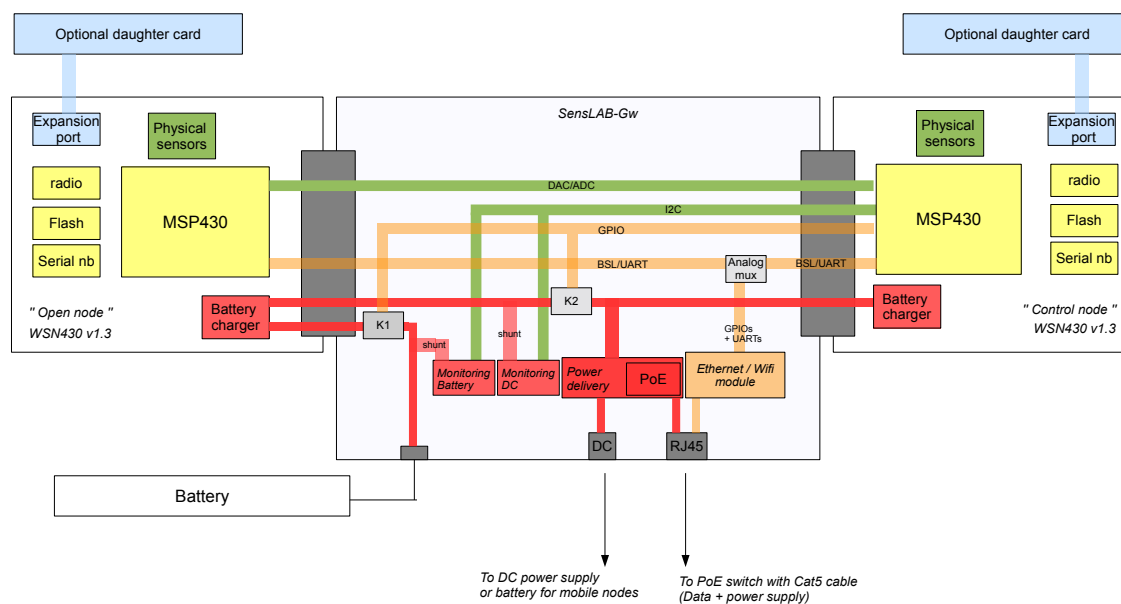 Optional daughter card
Optional daughter card
SensLAB-Gw
Expansion
port
Physical
sensors
Physical
sensors
Expansion
port
radio
Flash
Serial nb
MSP430
DAC/ADC
I2C
GPIO
BSL/UART
Analog
mux
BSL/UART
MSP430
radio
Flash
Serial nb
" Open node "
WSN430 v1.3
Battery
charger
K1
K2
Battery
charger
" Control node "
WSN430 v1.3
shunt
shunt
GPIOs
+ UARTs
Monitoring
Battery
Monitoring
DC
Power
delivery
PoE
Ethernet / Wifi
module
DC
RJ45
Battery
To DC power supply
or battery for mobile nodes
To PoE switch with Cat5 cable
(Data + power supply)